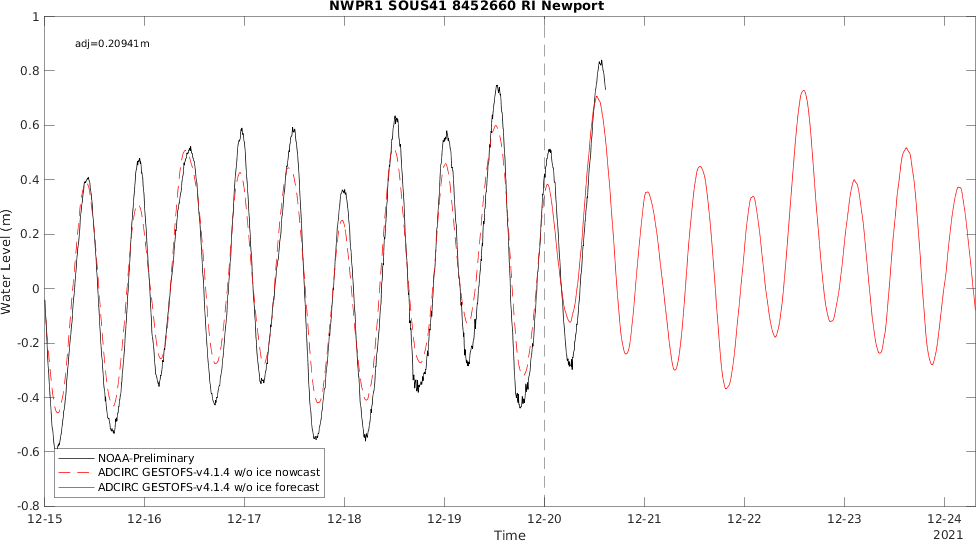 NWPR1 SOUS41 8452660 RI Newport
adj=0.20941m
Water Level (m)
1
0.8
0.6
0.4
0.2
0
-0.2
-0.4
-0.6
-0.8
NOAA-Preliminary
ADCIRC GESTOFS-v4.1.4 w/o ice nowcast
ADCIRC GESTOFS-v4.1.4 w/o ice forecast
12-15 12-16 12-17 12-18 12-19 12-20 12-21 12-22 12-23 12-24
2021
Time